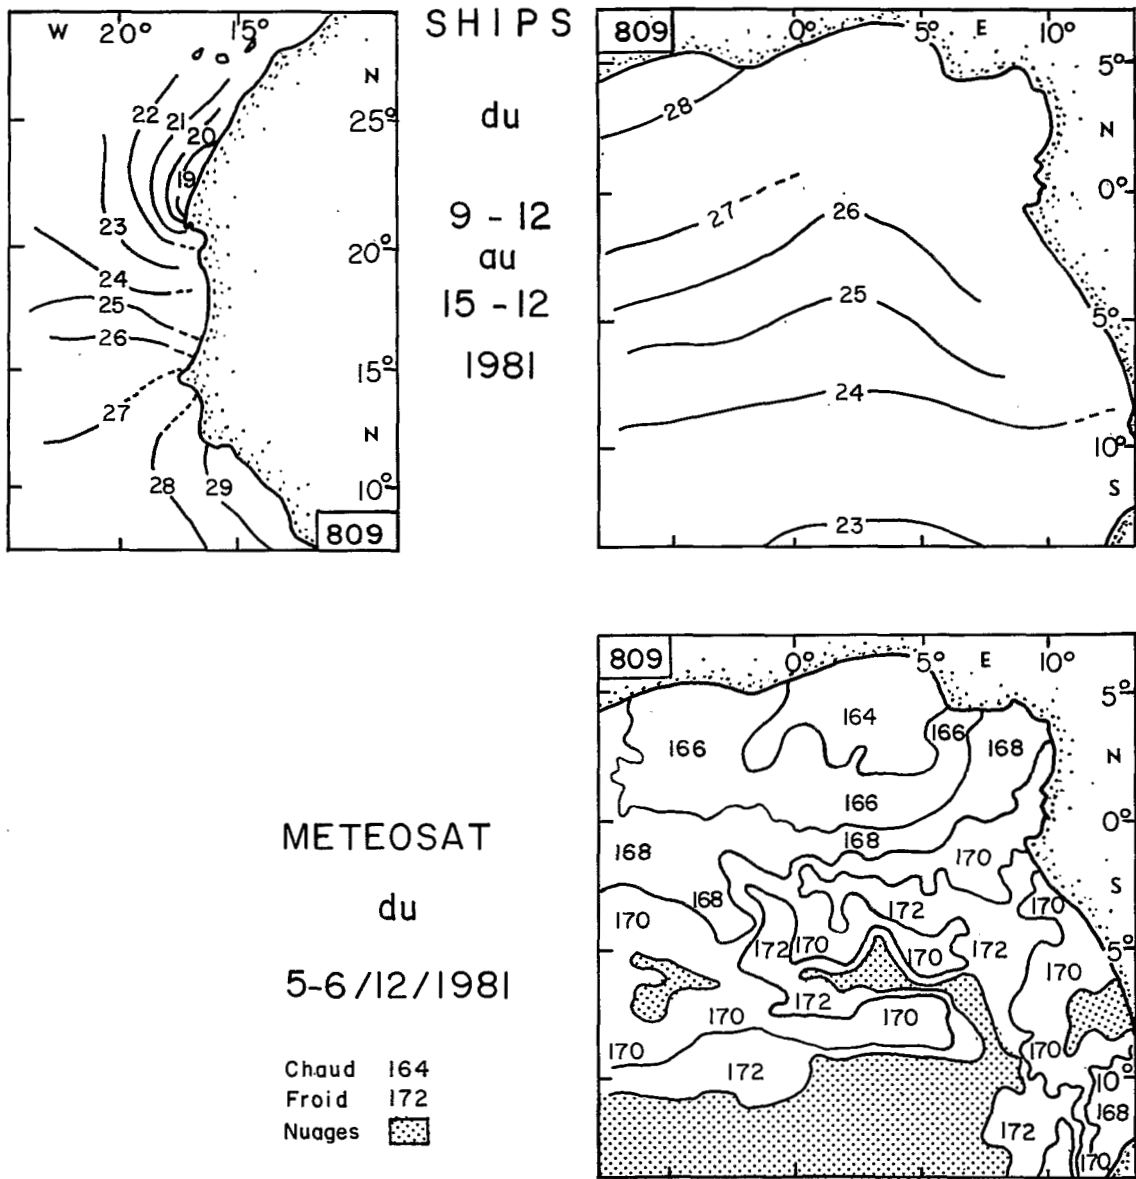 W 20° 15°
N
25°
22
21
20
19
23
20°
24
25
26
15°
27
N
28 29 10°
809
SHIPS
du
9 - 12
au
15 - 12
1981
809 0° 5° E 10°
5°
28
N
0°
27 26
25
5°
24
10°
S
23
809 0° 5° E 10°
5°
164
166 166 168
N
166
0°
168
168 170
S
168 170
170 172
172 170 170 172 5°
170
172
170 170
170 170
172 10°
168
172
170
METEOSAT
du
5-6/12/1981
Chaud 164
Froid 172
Nuages